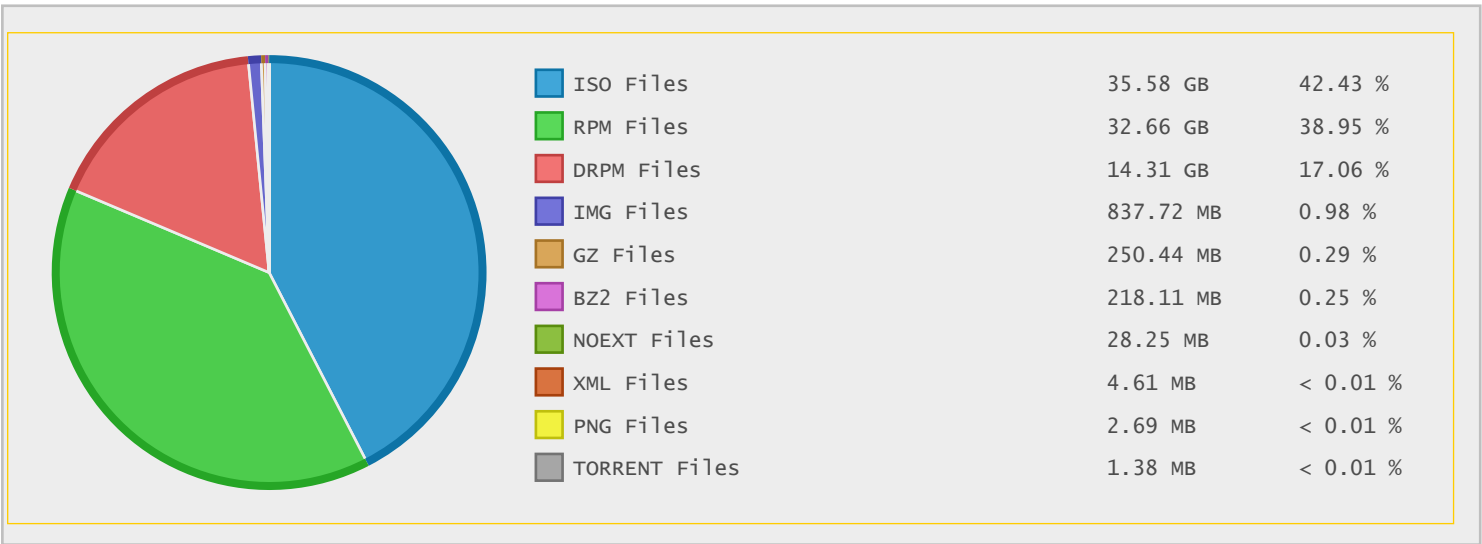 ISO Files 35.58 GB 42.43 %
RPM Files 32.66 GB 38.95 %
DRPM Files 14.31 GB 17.06 %
IMG Files 837.72 MB 0.98 %
GZ Files 250.44 MB 0.29 %
BZ2 Files 218.11 MB 0.25 %
NOEXT Files 28.25 MB 0.03 %
XML Files 4.61 MB < 0.01 %
PNG Files 2.69 MB < 0.01 %
TORRENT Files 1.38 MB < 0.01 %